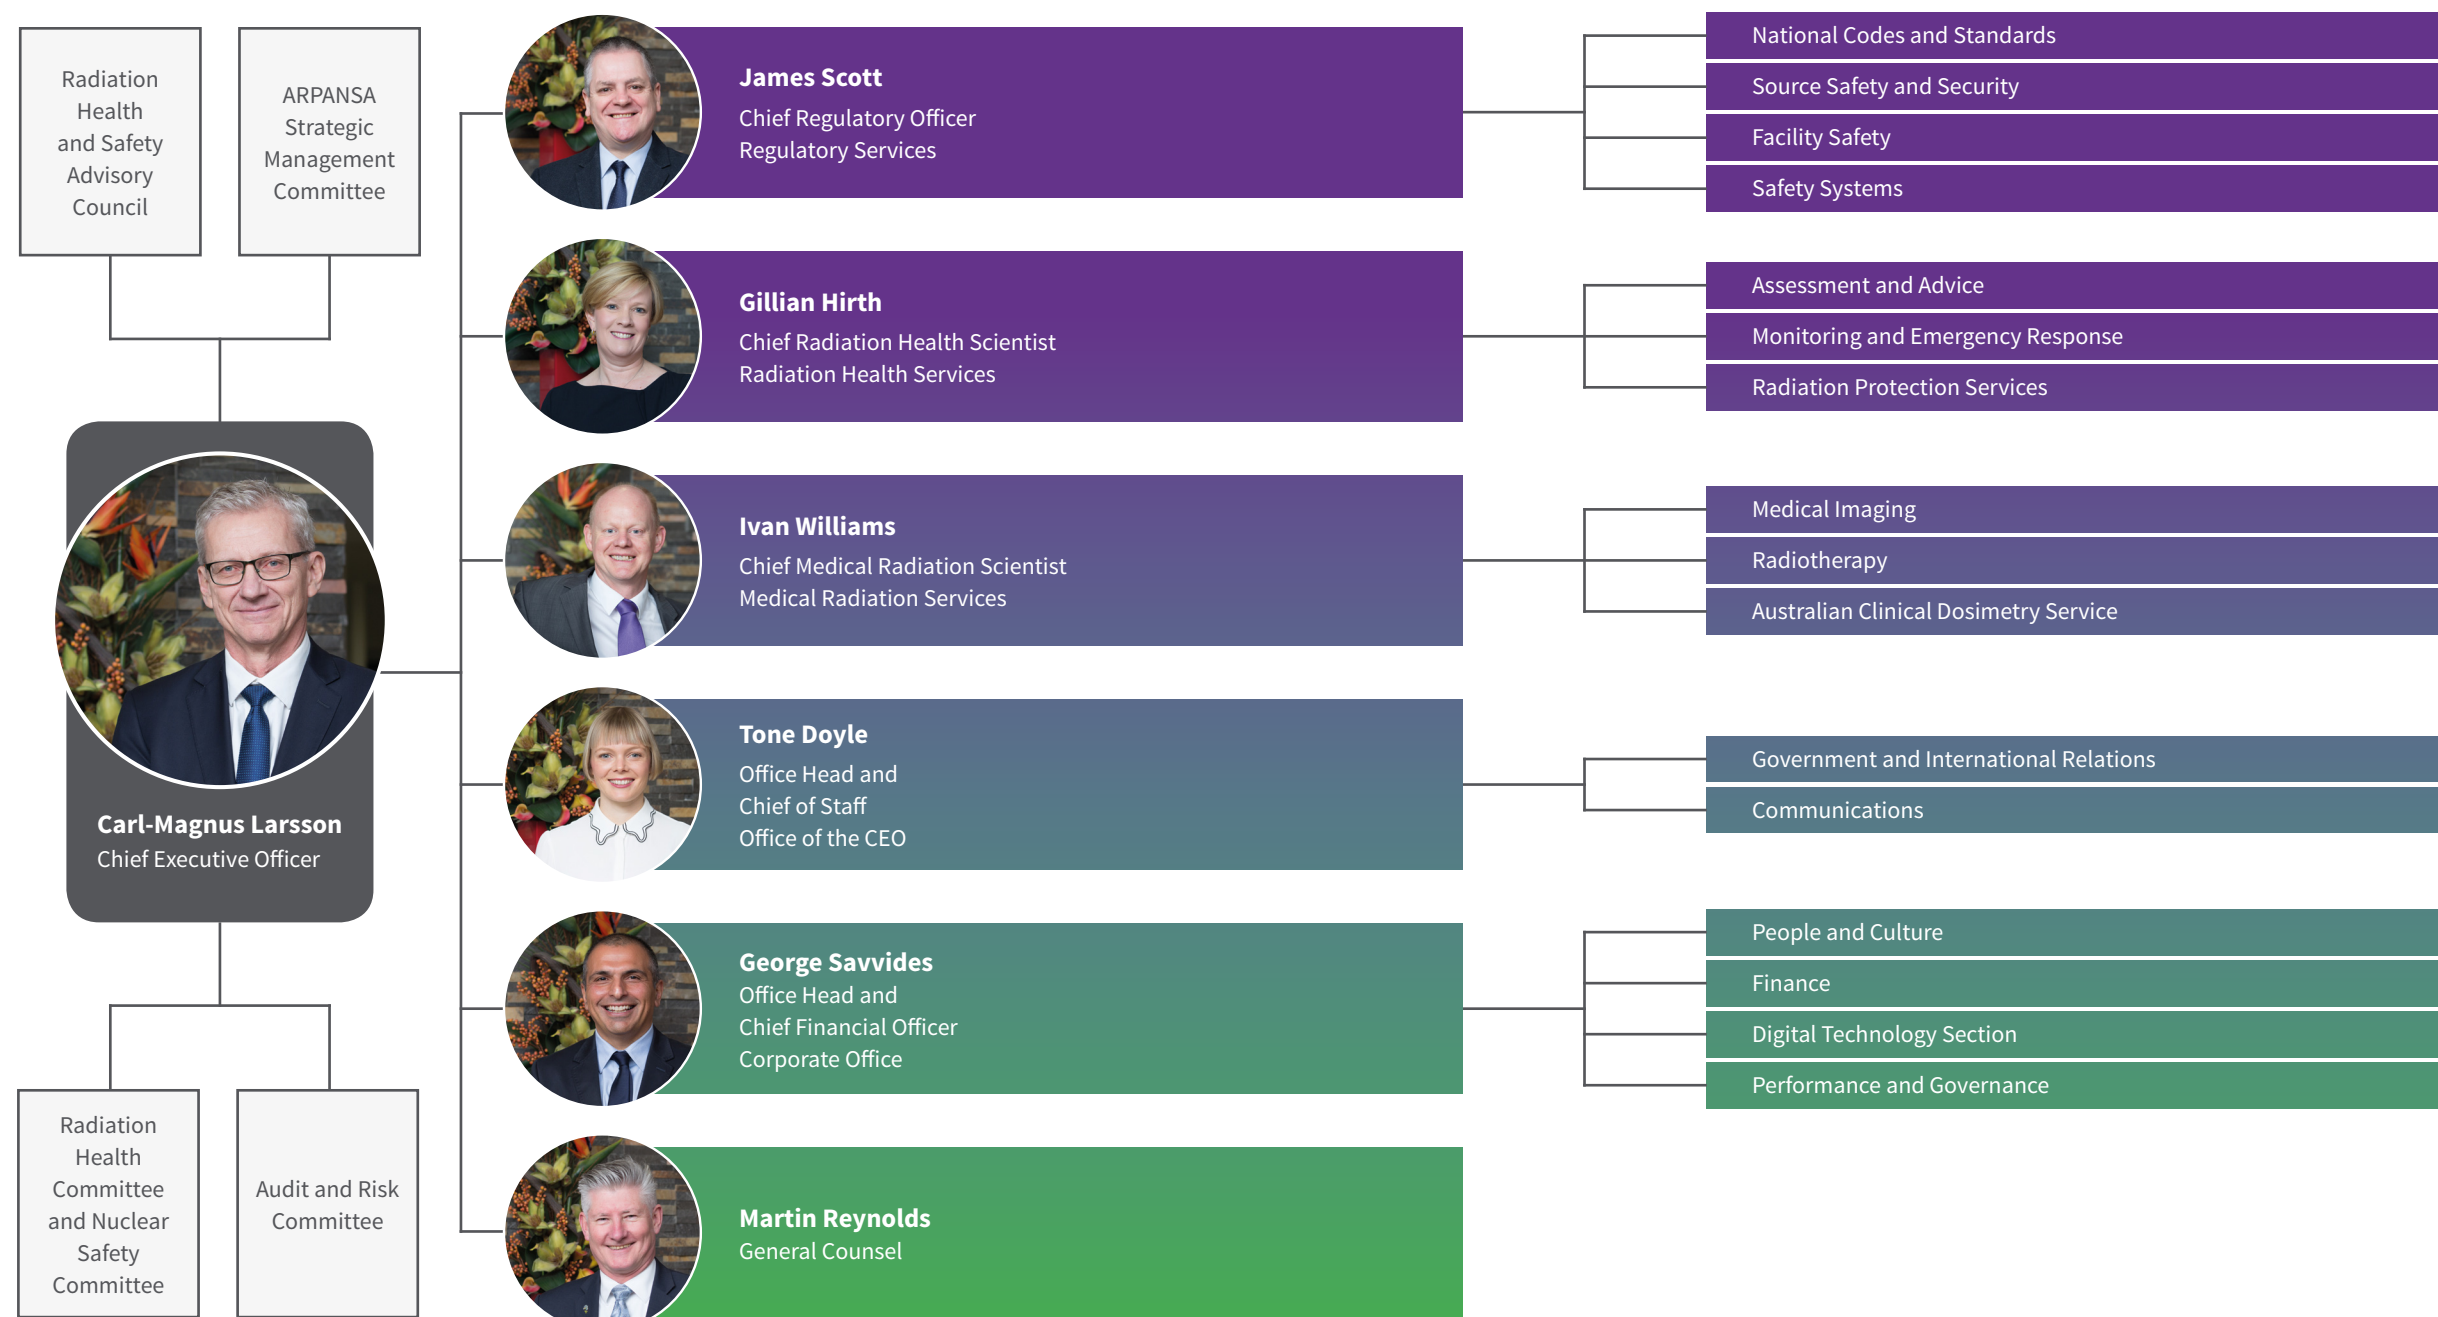 Radiation
Health
and Safety
Advisory
Council
ARPANSA
Strategic
Management
Committee
Carl-Magnus Larsson
Chief Executive Officer
Radiation
Health
Committee
and Nuclear
Safety
Committee
Audit and Risk
Committee
James Scott
Chief Regulatory Officer
Regulatory Services
National Codes and Standards
Source Safety and Security
Facility Safety
Safety Systems
Gillian Hirth
Chief Radiation Health Scientist
Radiation Health Services
Assessment and Advice
Monitoring and Emergency Response
Radiation Protection Services
Ivan Williams
Chief Medical Radiation Scientist
Medical Radiation Services
Medical Imaging
Radiotherapy
Australian Clinical Dosimetry Service
Tone Doyle
Office Head and
Chief of Staff
Office of the CEO
Government and International Relations
Communications
George Savvides
Office Head and
Chief Financial Officer
Corporate Office
People and Culture
Finance
Digital Technology Section
Performance and Governance
Martin Reynolds
General Counsel